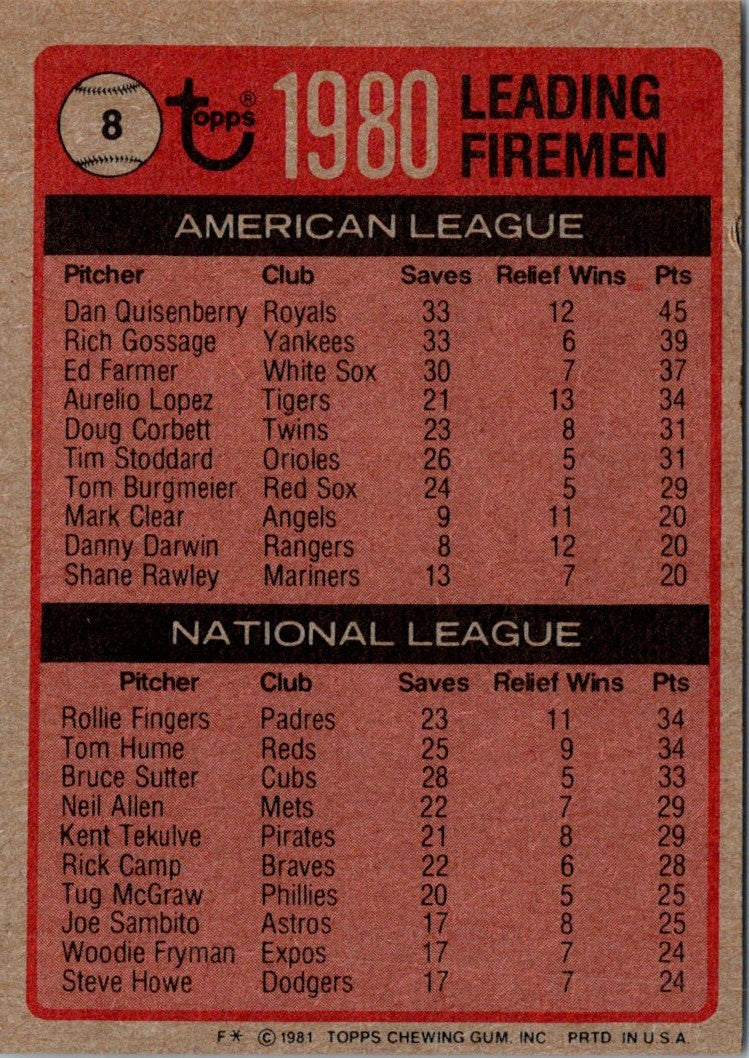 8 Topps® 1980 LEADING FIREMEN
AMERICAN LEAGUE
Pitcher Club Saves Relief Wins Pts
Dan Quisenberry Royals 33 12 45
Rich Gossage Yankees 33 6 39
Ed Farmer White Sox 30 7 37
Aurelio Lopez Tigers 21 13 34
Doug Corbett Twins 23 8 31
Tim Stoddard Orioles 26 5 31
Tom Burgmeier Red Sox 24 5 29
Mark Clear Angels 9 11 20
Danny Darwin Rangers 8 12 20
Shane Rawley Mariners 13 7 20
NATIONAL LEAGUE
Pitcher Club Saves Relief Wins Pts
Rollie Fingers Padres 23 11 34
Tom Hume Reds 25 9 34
Bruce Sutter Cubs 28 5 33
Neil Allen Mets 22 7 29
Kent Tekulve Pirates 21 8 29
Rick Camp Braves 22 6 28
Tug McGraw Phillies 20 5 25
Joe Sambito Astros 17 8 25
Woodie Fryman Expos 17 7 24
Steve Howe Dodgers 17 7 24
F* © 1981 TOPPS CHEWING GUM, INC PRTD. IN U.S.A.